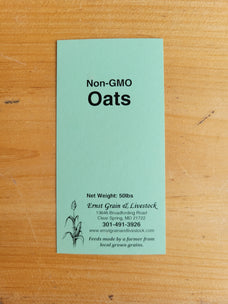 Non-GMO
Oats
Net Weight: 50lbs
Ernst Grain & Livestock
13646 Broadfording Road
Clear Spring, MD 21722
301-491-3926
www.ernstgrainandlivestock.com
Feeds made by a farmer from
local grown grains.